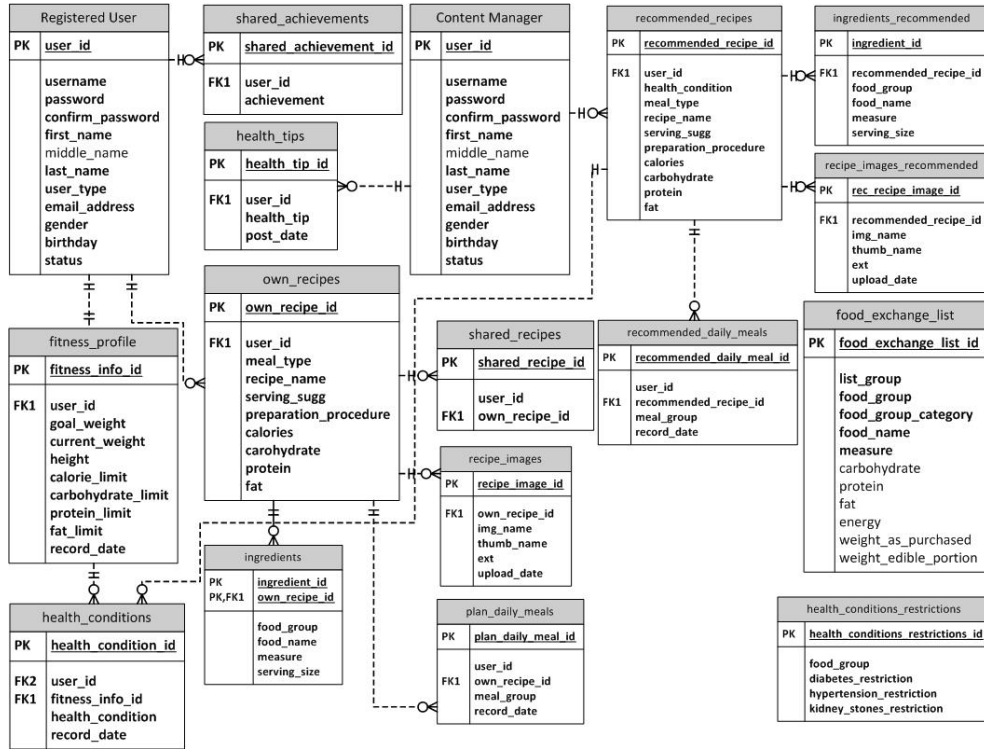 Registered User
PK user_id
username
password
confirm_password
first_name
middle_name
last_name
user_type
email_address
gender
birthday
status
shared_achievements
PK shared_achievement_id
FK1 user_id
achievement
health_tips
PK health_tip_id
FK1 user_id
health_tip
post_date
Content Manager
PK user_id
username
password
confirm_password
first_name
middle_name
last_name
user_type
email_address
gender
birthday
status
recommended_recipes
PK recommended_recipe_id
FK1 user_id
health_condition
meal_type
recipe_name
serving_sugg
preparation_procedure
calories
carbohydrate
protein
fat
ingredients_recommended
PK ingredient_id
FK1 recommended_recipe_id
food_group
food_name
measure
serving_size
recipe_images_recommended
PK rec_recipe_image_id
FK1 recommended_recipe_id
img_name
thumb_name
ext
upload_date
fitness_profile
PK fitness_info_id
FK1 user_id
goal_weight
current_weight
height
calorie_limit
carbohydrate_limit
protein_limit
fat_limit
record_date
own_recipes
PK own_recipe_id
FK1 user_id
meal_type
recipe_name
serving_sugg
preparation_procedure
calories
carohydrate
protein
fat
shared_recipes
PK shared_recipe_id
user_id
FK1 own_recipe_id
recommended_daily_meals
PK recommended_daily_meal_id
user_id
FK1 recommended_recipe_id
meal_group
record_date
food_exchange_list
PK food_exchange_list_id
list_group
food_group
food_group_category
food_name
measure
carbohydrate
protein
fat
energy
weight_as_purchased
weight_edible_portion
recipe_images
PK recipe_image_id
FK1 own_recipe_id
img_name
thumb_name
ext
upload_date
health_conditions
PK health_condition_id
FK2 user_id
FK1 fitness_info_id
health_condition
record_date
ingredients
PK ingredient_id
PK,FK1 own_recipe_id
food_group
food_name
measure
serving_size
plan_daily_meals
PK plan_daily_meal_id
user_id
FK1 own_recipe_id
meal_group
record_date
health_conditions_restrictions
PK health_conditions_restrictions_id
food_group
diabetes_restriction
hypertension_restriction
kidney_stones_restriction